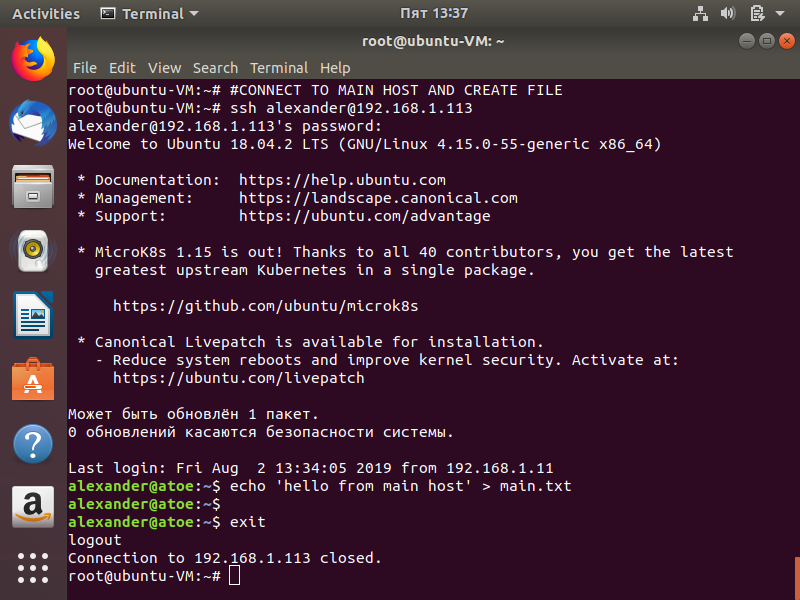 Activities Terminal Пят 13:37
root@ubuntu-VM: ~
File Edit View Search Terminal Help
root@ubuntu-VM:~# #CONNECT TO MAIN HOST AND CREATE FILE
root@ubuntu-VM:~# ssh alexander@192.168.1.113
alexander@192.168.1.113's password:
Welcome to Ubuntu 18.04.2 LTS (GNU/Linux 4.15.0-55-generic x86_64)
* Documentation:  https://help.ubuntu.com
* Management:     https://landscape.canonical.com
* Support:        https://ubuntu.com/advantage
* MicroK8s 1.15 is out! Thanks to all 40 contributors, you get the latest
greatest upstream Kubernetes in a single package.
https://github.com/ubuntu/microk8s
* Canonical Livepatch is available for installation.
- Reduce system reboots and improve kernel security. Activate at:
https://ubuntu.com/livepatch
Может быть обновлён 1 пакет.
0 обновлений касаются безопасности системы.
Last login: Fri Aug  2 13:34:05 2019 from 192.168.1.11
alexander@atoe:~$ echo 'hello from main host' > main.txt
alexander@atoe:~$
alexander@atoe:~$ exit
logout
Connection to 192.168.1.113 closed.
root@ubuntu-VM:~#